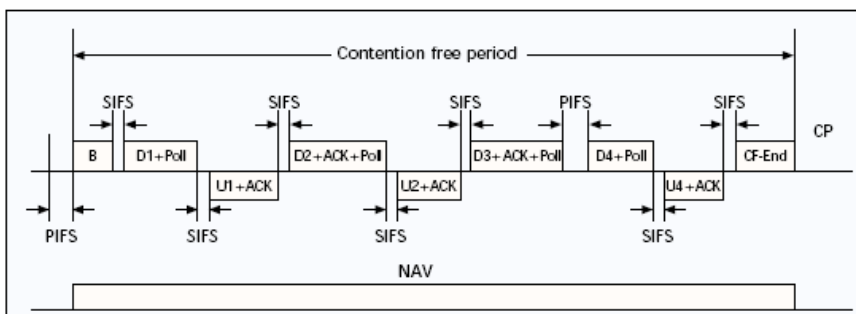 Contention free period
SIFS SIFS SIFS PIFS SIFS
CP
B D1+Poll D2+ACK+Poll D3+ACK+Poll D4+Poll CF-End
U1+ACK U2+ACK U4+ACK
PIFS SIFS SIFS SIFS
NAV